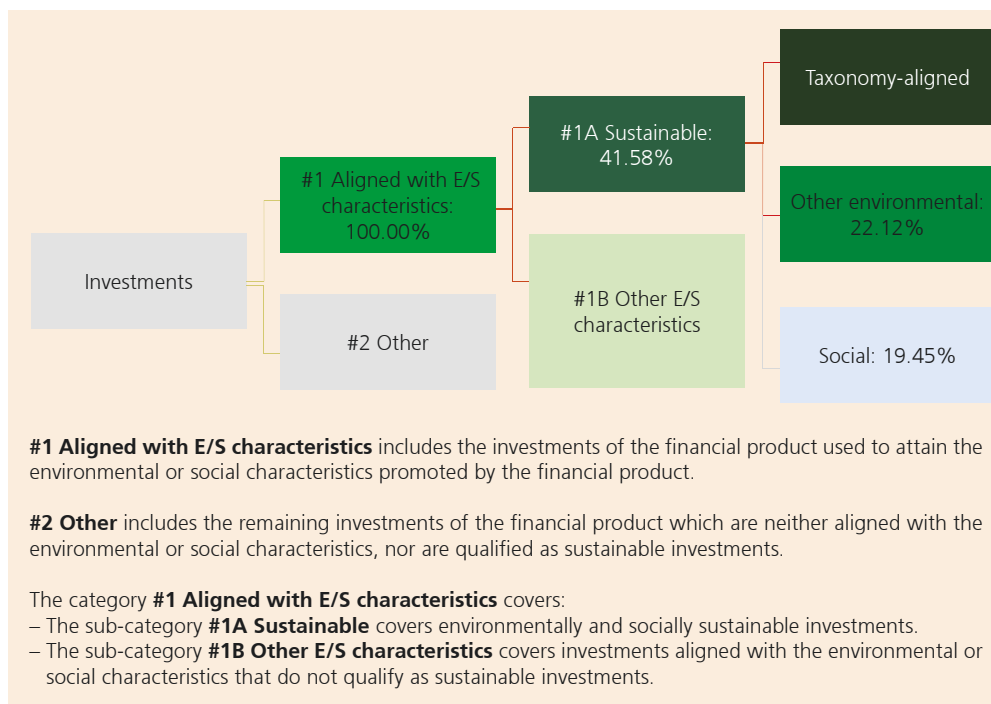 Taxonomy-aligned
#1A Sustainable:
41.58%
#1 Aligned with E/S
characteristics:
100.00%
Other environmental:
22.12%
Investments
#1B Other E/S
characteristics
#2 Other
Social: 19.45%
#1 Aligned with E/S characteristics includes the investments of the financial product used to attain the
environmental or social characteristics promoted by the financial product.
#2 Other includes the remaining investments of the financial product which are neither aligned with the
environmental or social characteristics, nor are qualified as sustainable investments.
The category #1 Aligned with E/S characteristics covers:
– The sub-category #1A Sustainable covers environmentally and socially sustainable investments.
– The sub-category #1B Other E/S characteristics covers investments aligned with the environmental or
social characteristics that do not qualify as sustainable investments.